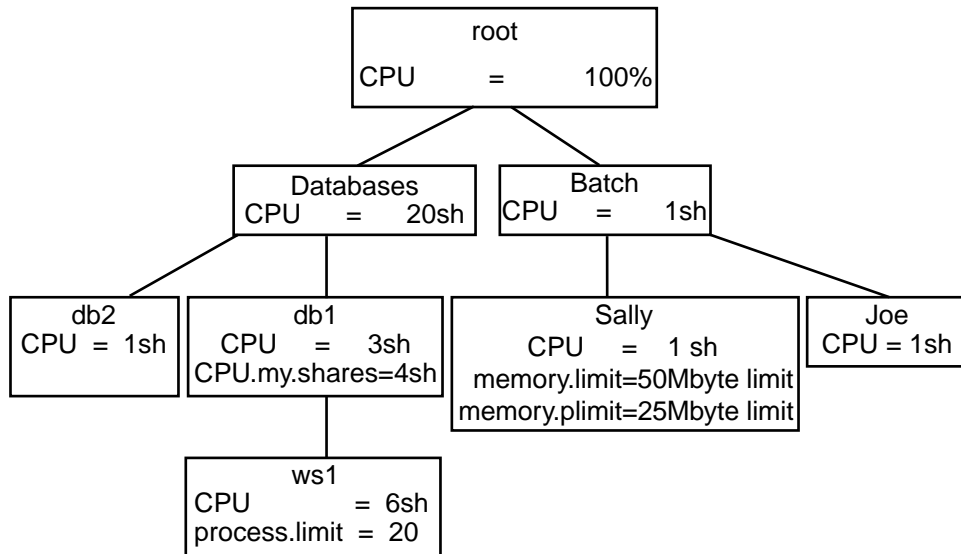 root
CPU = 100%
Databases
CPU = 20sh
Batch
CPU = 1sh
db2
CPU = 1sh
db1
CPU = 3sh
CPU.my.shares=4sh
Sally
CPU = 1 sh
memory.limit=50Mbyte limit
memory.plimit=25Mbyte limit
Joe
CPU = 1sh
ws1
CPU = 6sh
process.limit = 20